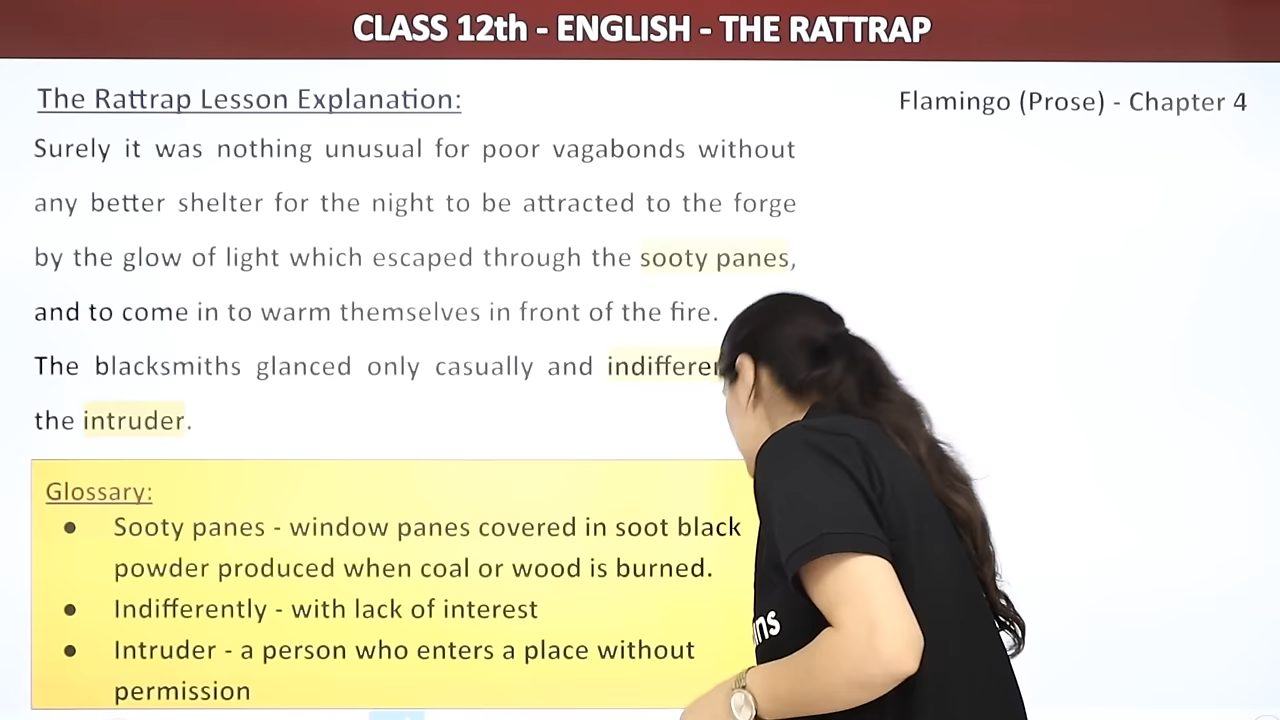 CLASS 12th - ENGLISH - THE RATTRAP
The Rattrap Lesson Explanation:
Flamingo (Prose) - Chapter 4
Surely it was nothing unusual for poor vagabonds without
any better shelter for the night to be attracted to the forge
by the glow of light which escaped through the sooty panes,
and to come in to warm themselves in front of the fire.
The blacksmiths glanced only casually and
the intruder.
Glossary:
● Sooty panes - window panes covered in soot black
powder produced when coal or wood is burned.
● Indifferently - with lack of interest
● Intruder - a person who enters a place without
permission